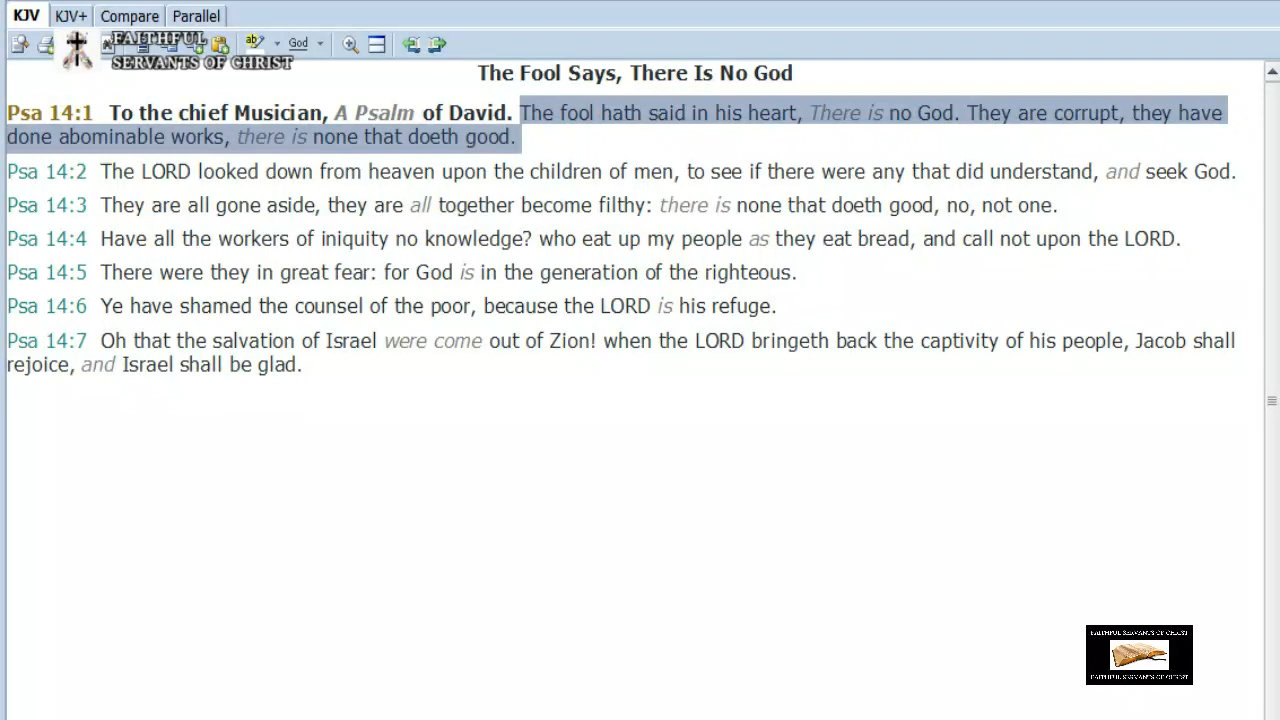 KJV KJV+ Compare Parallel
FAITHFUL
SERVANTS OF CHRIST
God
The Fool Says, There Is No God
Psa 14:1 To the chief Musician, A Psalm of David. The fool hath said in his heart, There is no God. They are corrupt, they have
done abominable works, there is none that doeth good.
Psa 14:2 The LORD looked down from heaven upon the children of men, to see if there were any that did understand, and seek God.
Psa 14:3 They are all gone aside, they are all together become filthy: there is none that doeth good, no, not one.
Psa 14:4 Have all the workers of iniquity no knowledge? who eat up my people as they eat bread, and call not upon the LORD.
Psa 14:5 There were they in great fear: for God is in the generation of the righteous.
Psa 14:6 Ye have shamed the counsel of the poor, because the LORD is his refuge.
Psa 14:7 Oh that the salvation of Israel were come out of Zion! when the LORD bringeth back the captivity of his people, Jacob shall
rejoice, and Israel shall be glad.
FAITHFUL SERVANTS OF CHRIST
FAITHFUL SERVANTS OF CHRIST